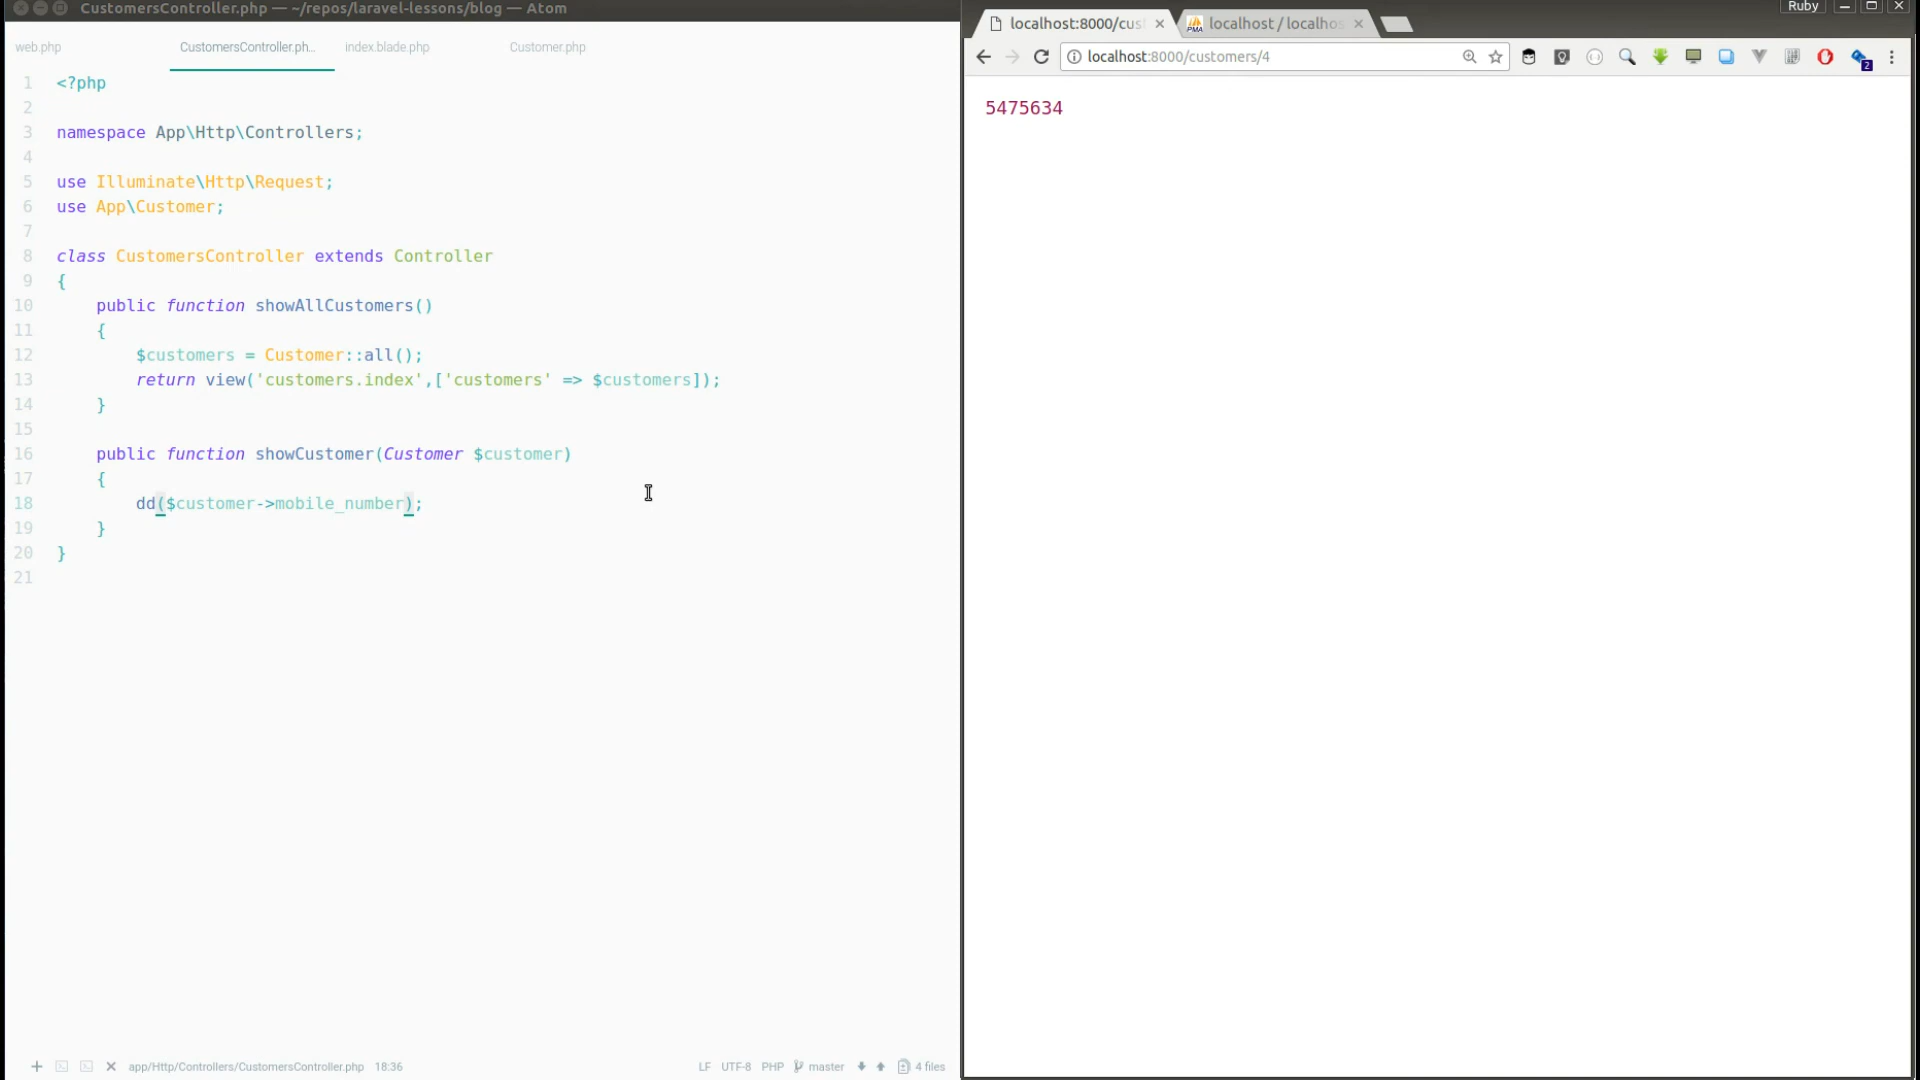 CustomersController.php — ~/repos/laravel-lessons/blog — Atom
web.php
CustomersController.ph...
index.blade.php
Customer.php
1 <?php
2
3 namespace App\Http\Controllers;
4
5 use Illuminate\Http\Request;
6 use App\Customer;
7
8 class CustomersController extends Controller
9 {
10 public function showAllCustomers()
11 {
12 $customers = Customer::all();
13 return view('customers.index',['customers' => $customers]);
14 }
15
16 public function showCustomer(Customer $customer)
17 {
18 dd($customer->mobile_number);
19 }
20 }
21
app/Http/Controllers/CustomersController.php 18:36
LF UTF-8 PHP master 4 files
Ruby
localhost:8000/cus
PMA
localhost / localhos
localhost:8000/customers/4
2
5475634